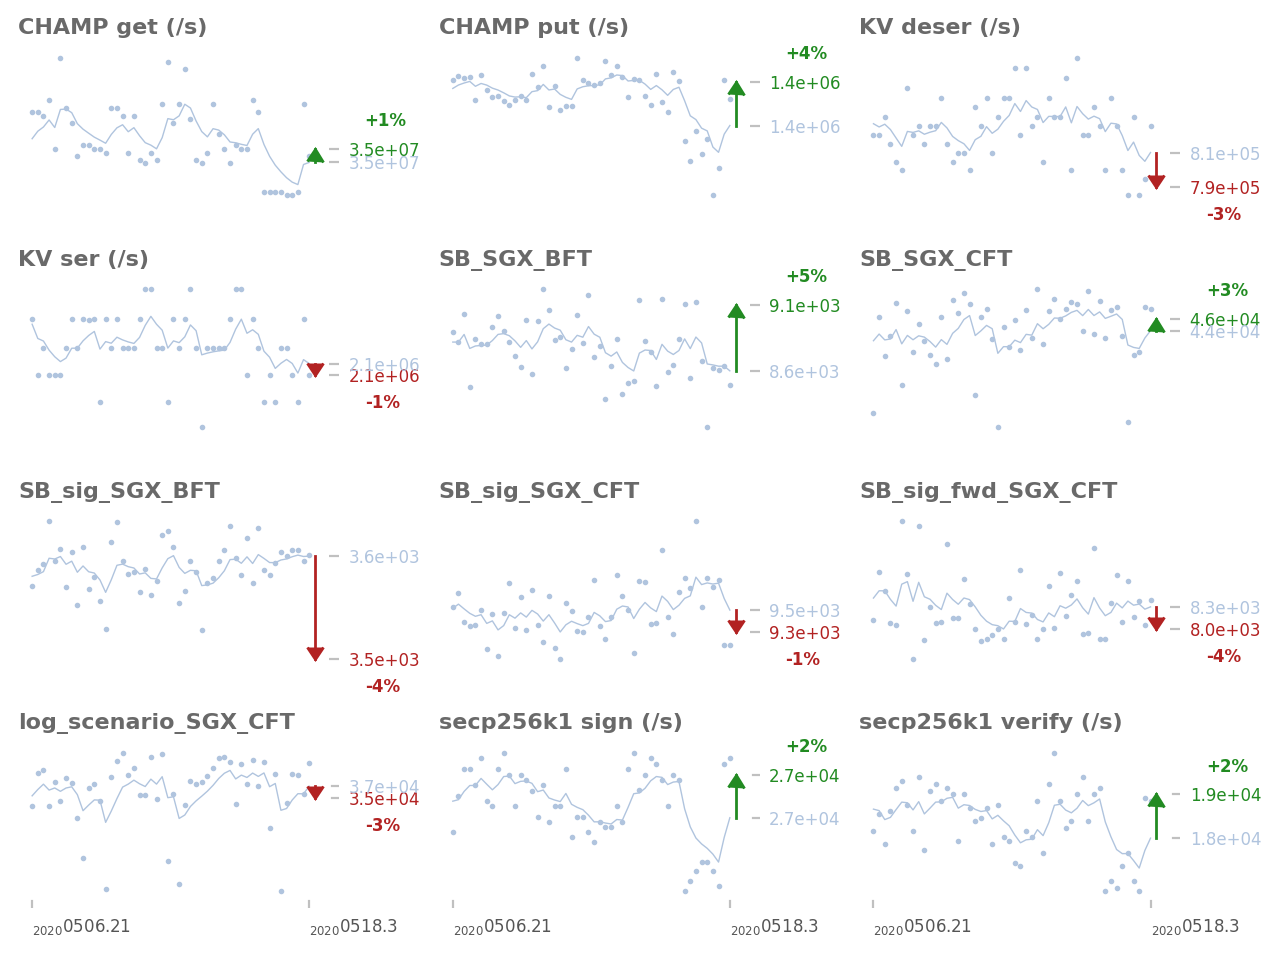 CHAMP get (/s)
+1%
3.5e+07
3.5e+07
CHAMP put (/s)
+4%
1.4e+06
1.4e+06
KV deser (/s)
8.1e+05
7.9e+05
-3%
KV ser (/s)
2.1e+06
2.1e+06
-1%
SB_SGX_BFT
+5%
9.1e+03
8.6e+03
SB_SGX_CFT
+3%
4.6e+04
4.4e+04
SB_sig_SGX_BFT
3.6e+03
3.5e+03
-4%
SB_sig_SGX_CFT
9.5e+03
9.3e+03
-1%
SB_sig_fwd_SGX_CFT
8.3e+03
8.0e+03
-4%
log_scenario_SGX_CFT
3.7e+04
3.5e+04
-3%
secp256k1 sign (/s)
+2%
2.7e+04
2.7e+04
secp256k1 verify (/s)
+2%
1.9e+04
1.8e+04
20200506.21 20200518.3 20200506.21 20200518.3 20200506.21 20200518.3